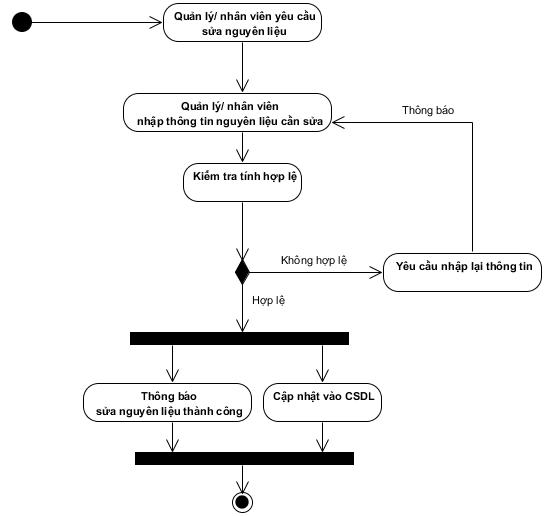 Quản lý/ nhân viên yêu cầu
sửa nguyên liệu
Quản lý/ nhân viên
nhập thông tin nguyên liệu cần sửa
Thông báo
Kiểm tra tính hợp lệ
Không hợp lệ
Yêu cầu nhập lại thông tin
Hợp lệ
Thông báo
sửa nguyên liệu thành công
Cập nhật vào CSDL